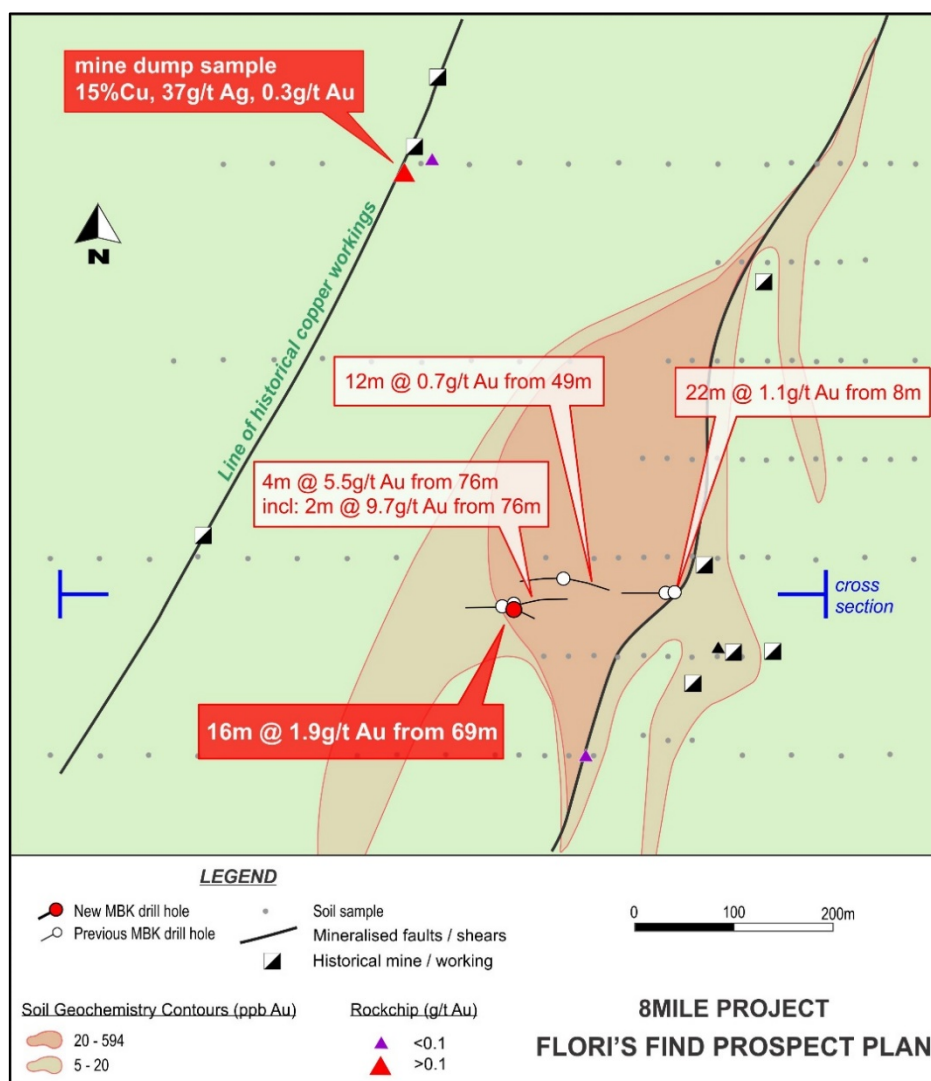 mine dump sample
15%Cu, 37g/t Ag, 0.3g/t Au
N
Line of historical copper workings
12m @ 0.7g/t Au from 49m
22m @ 1.1g/t Au from 8m
4m @ 5.5g/t Au from 76m
incl: 2m @ 9.7g/t Au from 76m
cross
section
16m @ 1.9g/t Au from 69m
LEGEND
New MBK drill hole
Previous MBK drill hole
Soil sample
Mineralised faults / shears
Historical mine / working
0 100 200m
Soil Geochemistry Contours (ppb Au)
20 - 594
5 - 20
Rockchip (g/t Au)
<0.1
>0.1
8MILE PROJECT
FLORI'S FIND PROSPECT PLAN